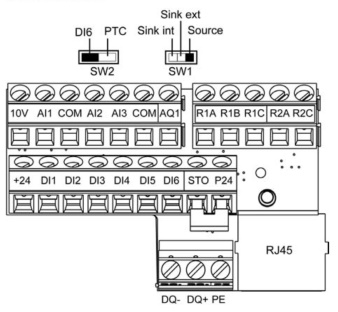 Sink ext
DI6 PTC Sink int Source
SW2 SW1
10V AI1 COM AI2 AI3 COM AQ1 R1A R1B R1C R2A R2C
+24 DI1 DI2 DI3 DI4 DI5 DI6 STO P24
RJ45
DQ- DQ+ PE